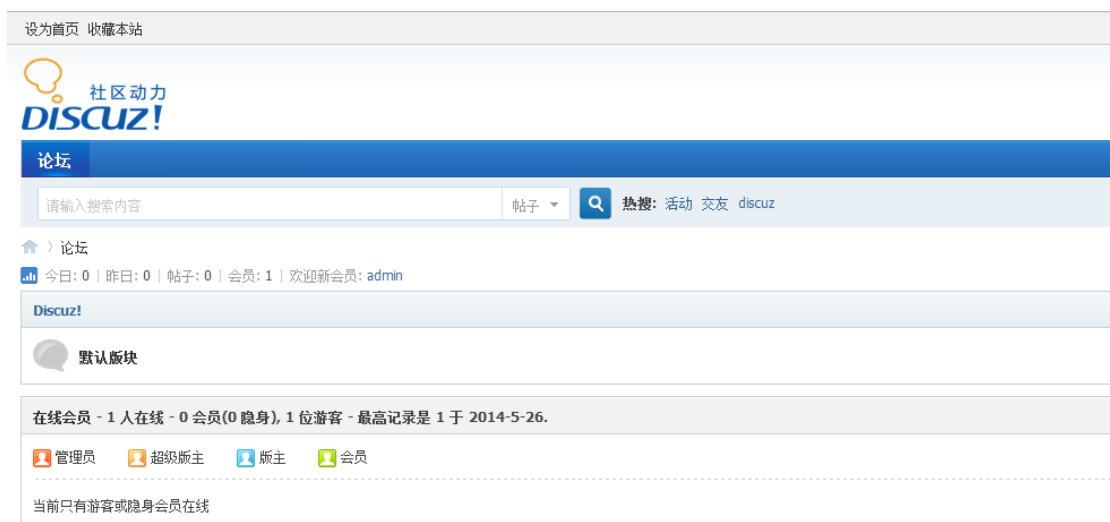 设为首页 收藏本站
社区动力
DISCUZ!
论坛
请输入搜索内容 帖子 热搜: 活动 交友 discuz
论坛
今日: 0 | 昨日: 0 | 帖子: 0 | 会员: 1 | 欢迎新会员: admin
Discuz!
默认版块
在线会员 - 1 人在线 - 0 会员(0 隐身), 1 位游客 - 最高记录是 1 于 2014-5-26.
管理员 超级版主 版主 会员
当前只有游客或隐身会员在线